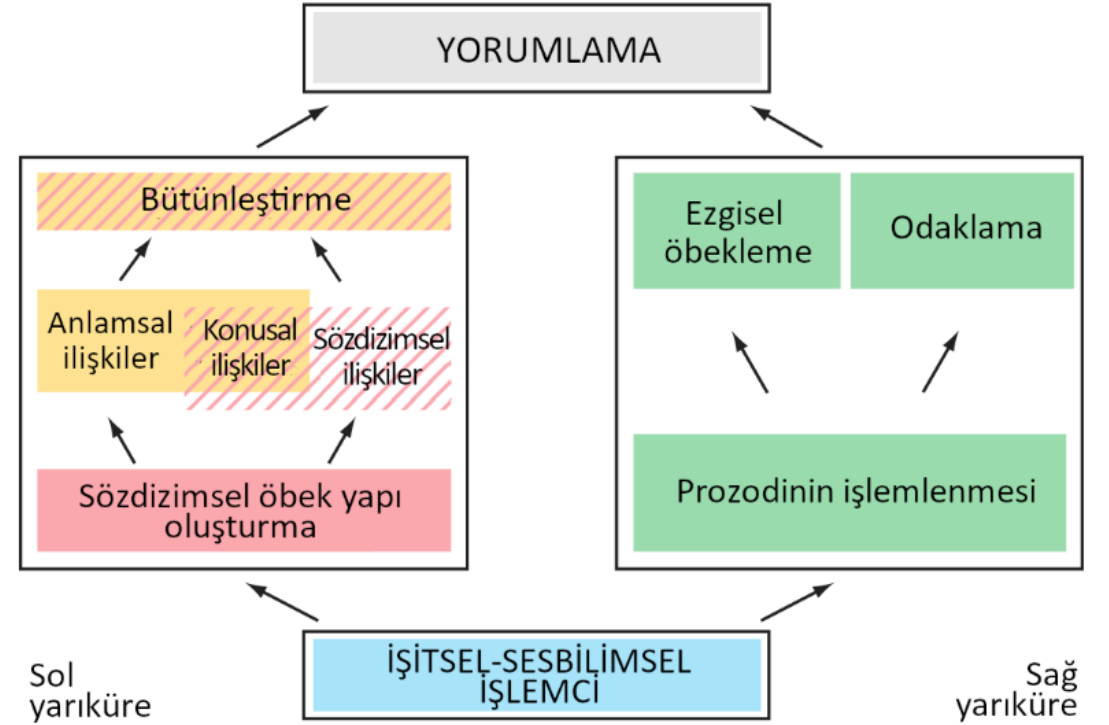 YORUMLAMA
Bütünleştirme
Anlamsal
ilişkiler
Konusal
ilişkiler
Sözdizimsel
ilişkiler
Sözdizimsel öbek yapı
oluşturma
Ezgisel
öbekleme
Odaklama
Prozodinin işlemlenmesi
İŞİTSEL-SESBİLİMSEL
İŞLEMCİ
Sol
yarıküre
Sağ
yarıküre